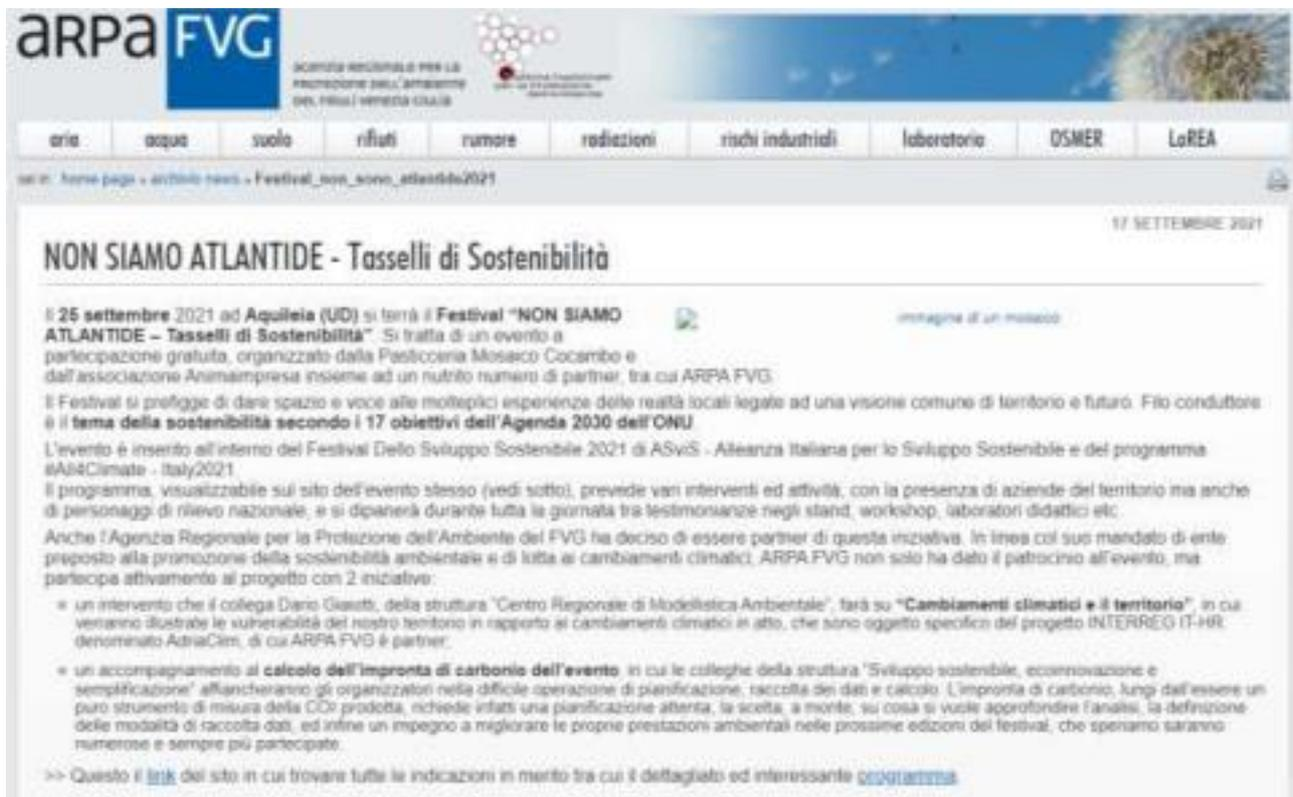 arpa FVG
AGENZIA REGIONALE PER LA
PROTEZIONE DELL'AMBIENTE
DEL FRIULI VENEZIA GIULIA
aria acqua suolo rifiuti rumore radiazioni rischi industriali laboratorio OSMER LaREA
sei in: home page » archivio news » Festival_non_sono_atlantide2021
17 SETTEMBRE 2021
NON SIAMO ATLANTIDE - Tasselli di Sostenibilità
Il 25 settembre 2021 ad Aquileia (UD) si terrà il Festival "NON SIAMO
immagine di un mosaico
ATLANTIDE – Tasselli di Sostenibilità". Si tratta di un evento a
partecipazione gratuita, organizzato dalla Pasticceria Mosaico Cocambo e
dall'associazione Animaimpresa insieme ad un nutrito numero di partner, tra cui ARPA FVG.
Il Festival si prefigge di dare spazio e voce alle molteplici esperienze delle realtà locali legate ad una visione comune di territorio e futuro. Filo conduttore
è il tema della sostenibilità secondo i 17 obiettivi dell'Agenda 2030 dell'ONU.
L'evento è inserito all'interno del Festival Dello Sviluppo Sostenibile 2021 di ASviS - Alleanza Italiana per lo Sviluppo Sostenibile e del programma
#All4Climate - Italy2021
Il programma, visualizzabile sul sito dell'evento stesso (vedi sotto), prevede vari interventi ed attività, con la presenza di aziende del territorio ma anche
di personaggi di rilievo nazionale, e si dipanerà durante tutta la giornata tra testimonianze negli stand, workshop, laboratori didattici etc.
Anche l'Agenzia Regionale per la Protezione dell'Ambiente del FVG ha deciso di essere partner di questa iniziativa. In linea col suo mandato di ente
preposto alla promozione della sostenibilità ambientale e di lotta ai cambiamenti climatici, ARPA FVG non solo ha dato il patrocinio all'evento, ma
partecipa attivamente al progetto con 2 iniziative:
un intervento che il collega Dario Giaiotti, della struttura "Centro Regionale di Modellistica Ambientale", farà su "Cambiamenti climatici e il territorio", in cui
verranno illustrate le vulnerabilità del nostro territorio in rapporto ai cambiamenti climatici in atto, che sono oggetto specifico del progetto INTERREG IT-HR
denominato AdriaClim, di cui ARPA FVG è partner;
un accompagnamento al calcolo dell'impronta di carbonio dell'evento, in cui le colleghe della struttura "Sviluppo sostenibile, ecoinnovazione e
semplificazione" affiancheranno gli organizzatori nella difficile operazione di pianificazione, raccolta dei dati e calcolo. L'impronta di carbonio, lungi dall'essere un
puro strumento di misura della CO2 prodotta, richiede infatti una pianificazione attenta, la scelta, a monte, su cosa si vuole approfondire l'analisi, la definizione
delle modalità di raccolta dati, ed infine un impegno a migliorare le proprie prestazioni ambientali nelle prossime edizioni del festival, che speriamo saranno
numerose e sempre più partecipate.
>> Questo il link del sito in cui trovare tutte le indicazioni in merito tra cui il dettagliato ed interessante programma.